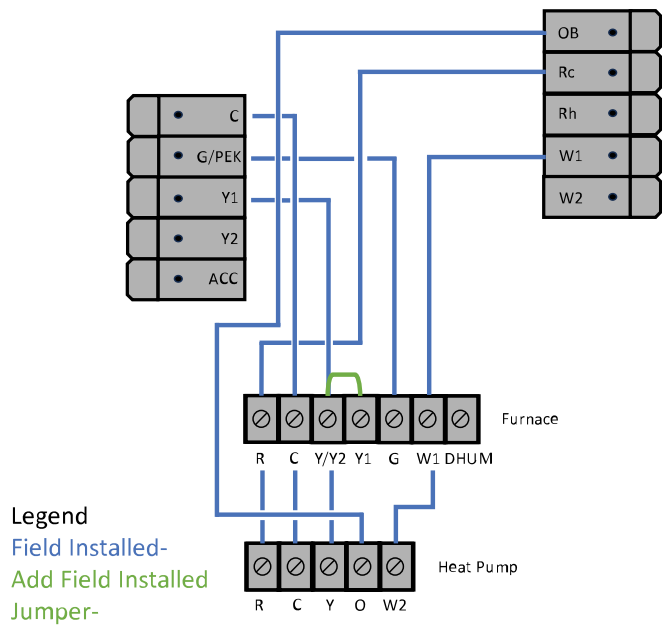 OB
Rc
Rh
W1
W2
C
G/PEK
Y1
Y2
ACC
Furnace
R C Y/Y2 Y1 G W1 DHUM
Legend
Field Installed-
Add Field Installed
Jumper-
Heat Pump
R C Y O W2